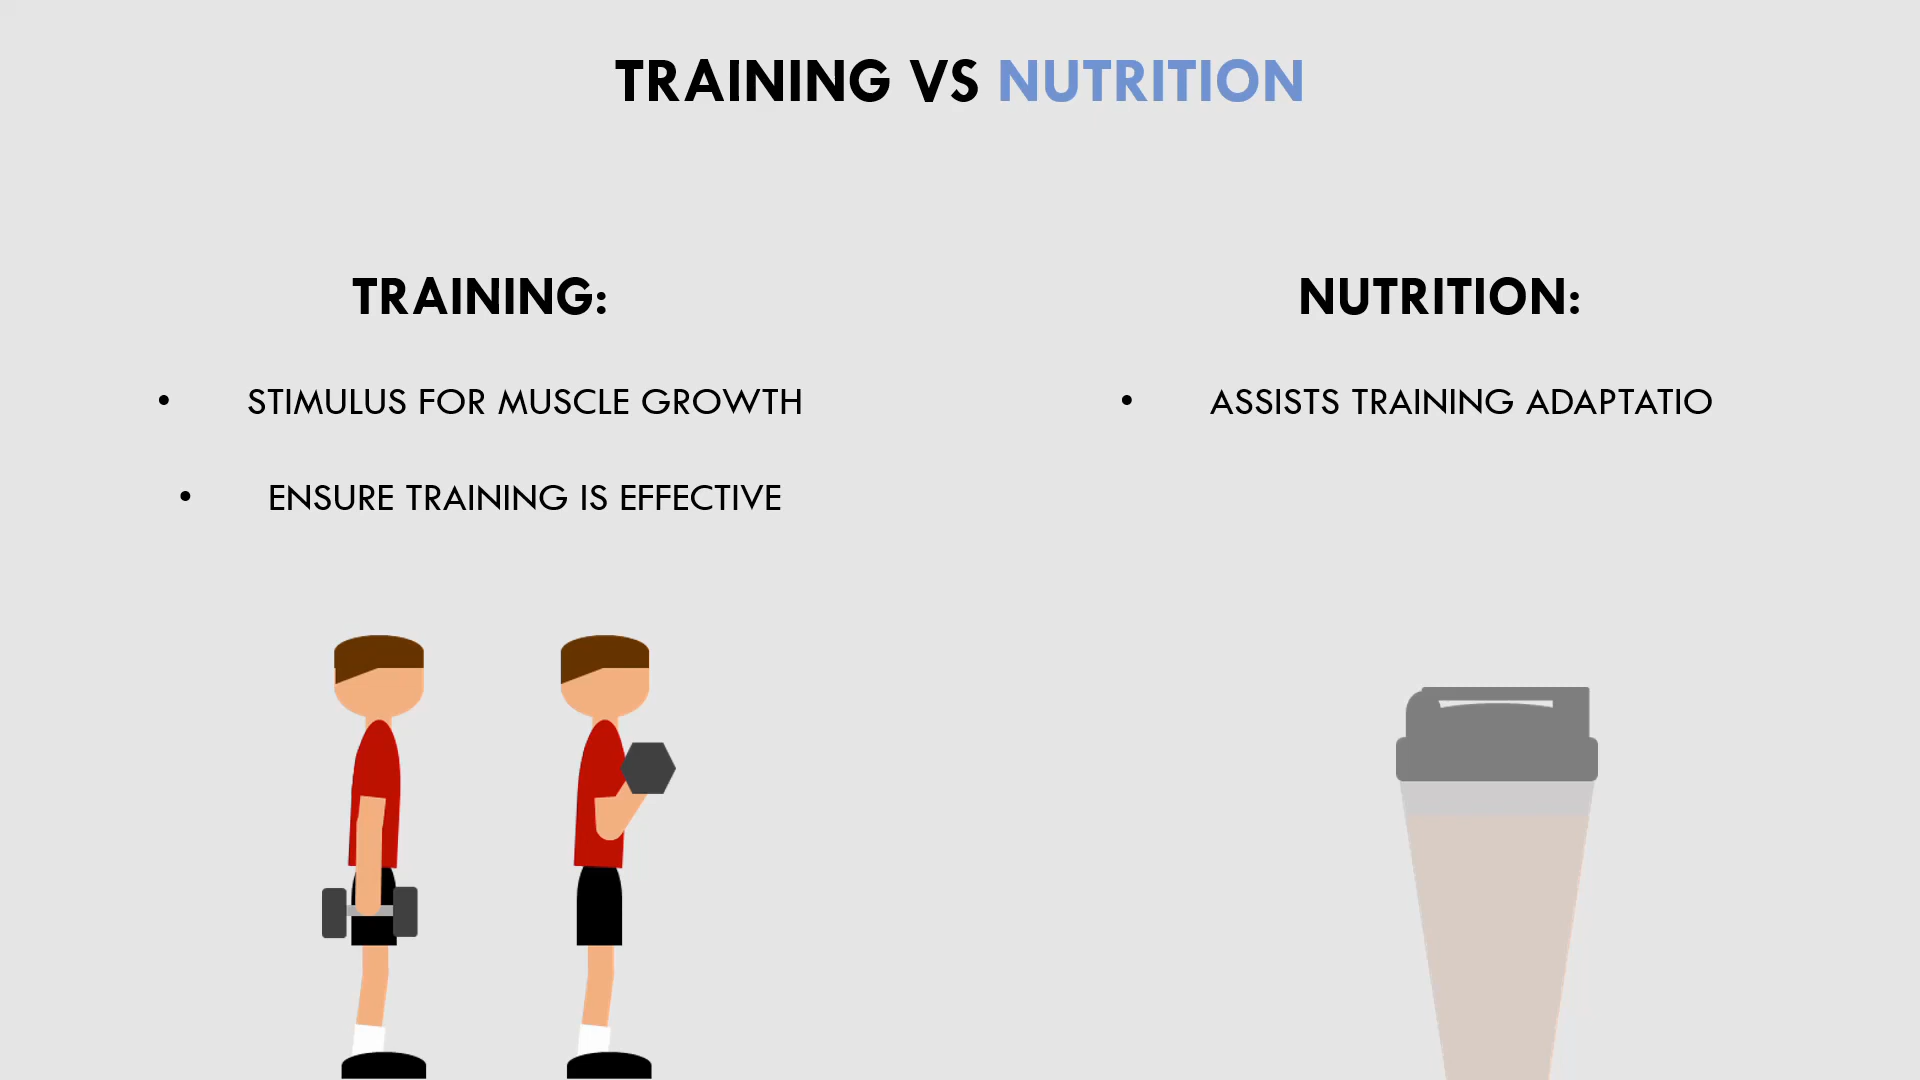 TRAINING VS NUTRITION
TRAINING:
• STIMULUS FOR MUSCLE GROWTH
• ENSURE TRAINING IS EFFECTIVE
NUTRITION:
• ASSISTS TRAINING ADAPTATIO